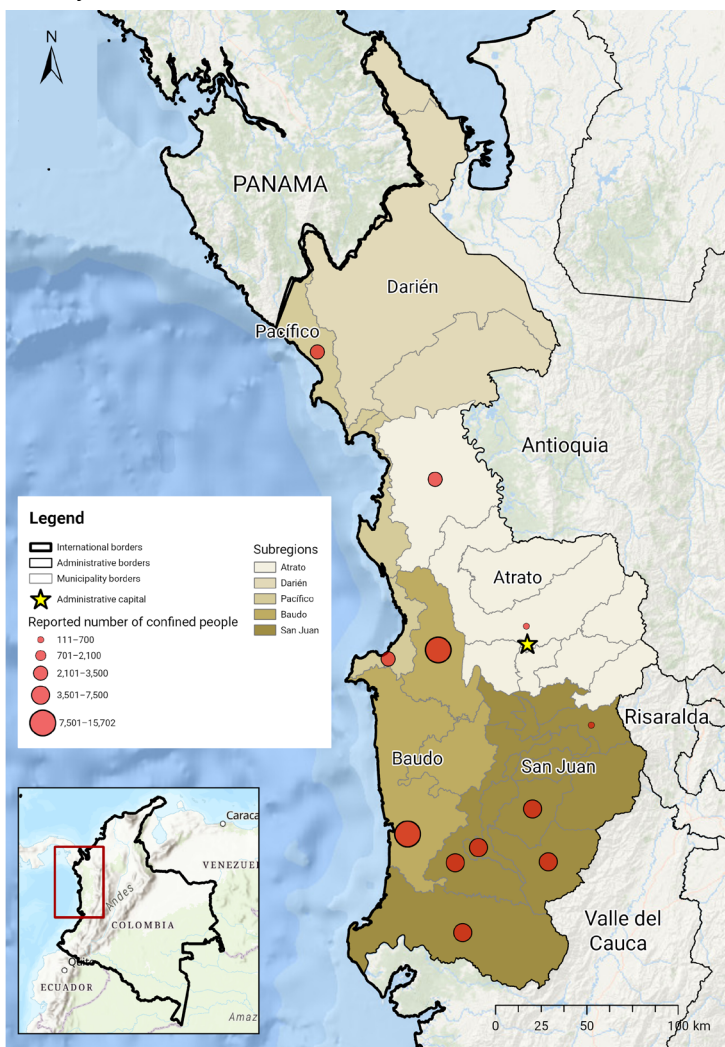 N
PANAMA
Darién
Pacífico
Antioquia
Atrato
Risaralda
Baudo
San Juan
Valle del
Cauca
Legend
International borders
Administrative borders
Municipality borders
Administrative capital
Reported number of confined people
111–700
701–2,100
2,101–3,500
3,501–7,500
7,501–15,702
Subregions
Atrato
Darién
Pacífico
Baudo
San Juan
Caraca
VENEZUEL
Andes
COLOMBIA
Quito
ECUADOR
Amaz
0 25 50 100 km